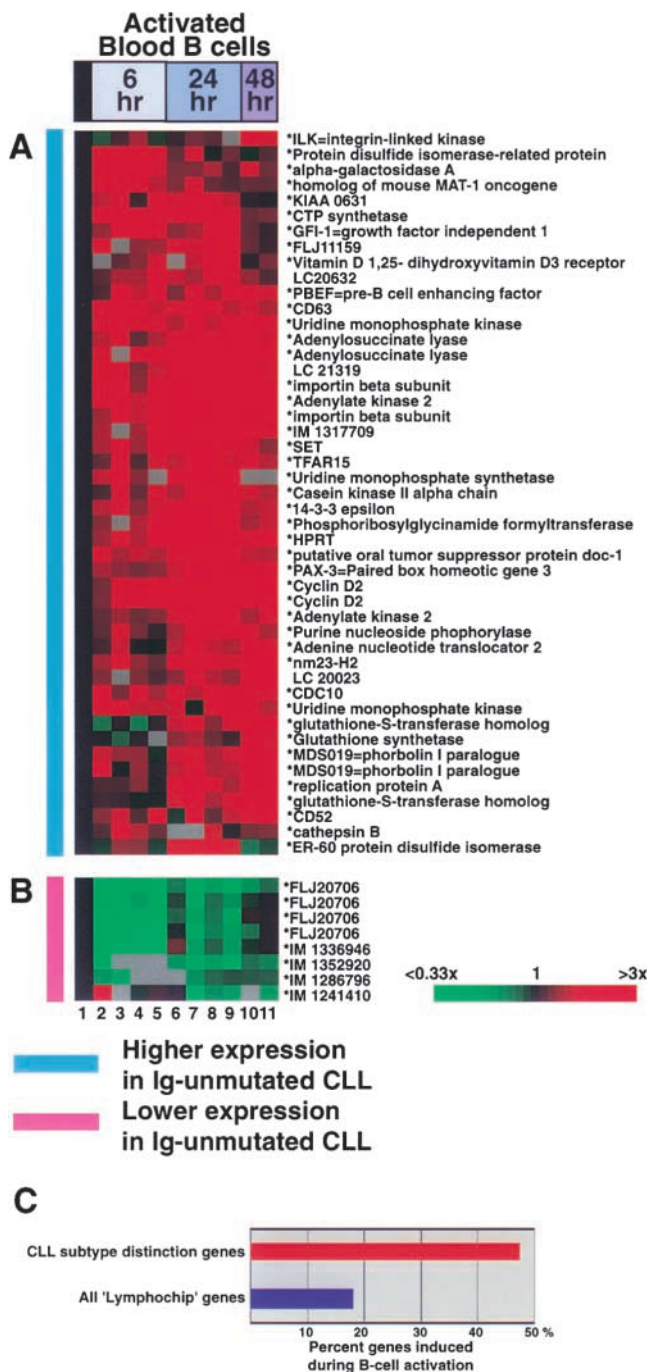 Activated
Blood B cells
6 hr
24 hr
48 hr
A
*ILK=integrin-linked kinase
*Protein disulfide isomerase-related protein
*alpha-galactosidase A
*homolog of mouse MAT-1 oncogene
*KIAA 0631
*CTP synthetase
*GFI-1=growth factor independent 1
*FLJ11159
*Vitamin D 1,25- dihydroxyvitamin D3 receptor
LC20632
*PBEF=pre-B cell enhancing factor
*CD63
*Uridine monophosphate kinase
*Adenylosuccinate lyase
*Adenylosuccinate lyase
LC 21319
*importin beta subunit
*Adenylate kinase 2
*importin beta subunit
*IM 1317709
*SET
*TFAR15
*Uridine monophosphate synthetase
*Casein kinase II alpha chain
*14-3-3 epsilon
*Phosphoribosylglycinamide formyltransferase
*HPRT
*putative oral tumor suppressor protein doc-1
*PAX-3=Paired box homeotic gene 3
*Cyclin D2
*Cyclin D2
*Adenylate kinase 2
*Purine nucleoside phophorylase
*Adenine nucleotide translocator 2
*nm23-H2
LC 20023
*CDC10
*Uridine monophosphate kinase
*glutathione-S-transferase homolog
*Glutathione synthetase
*MDS019=phorbolin I paralogue
*MDS019=phorbolin I paralogue
*replication protein A
*glutathione-S-transferase homolog
*CD52
*cathepsin B
*ER-60 protein disulfide isomerase
B
*FLJ20706
*FLJ20706
*FLJ20706
*FLJ20706
*IM 1336946
*IM 1352920
*IM 1286796
*IM 1241410
<0.33x 1 >3x
1 2 3 4 5 6 7 8 9 10 11
Higher expression
in Ig-unmutated CLL
Lower expression
in Ig-unmutated CLL
C
CLL subtype distinction genes
All 'Lymphochip' genes
10 20 30 40 50 %
Percent genes induced
during B-cell activation